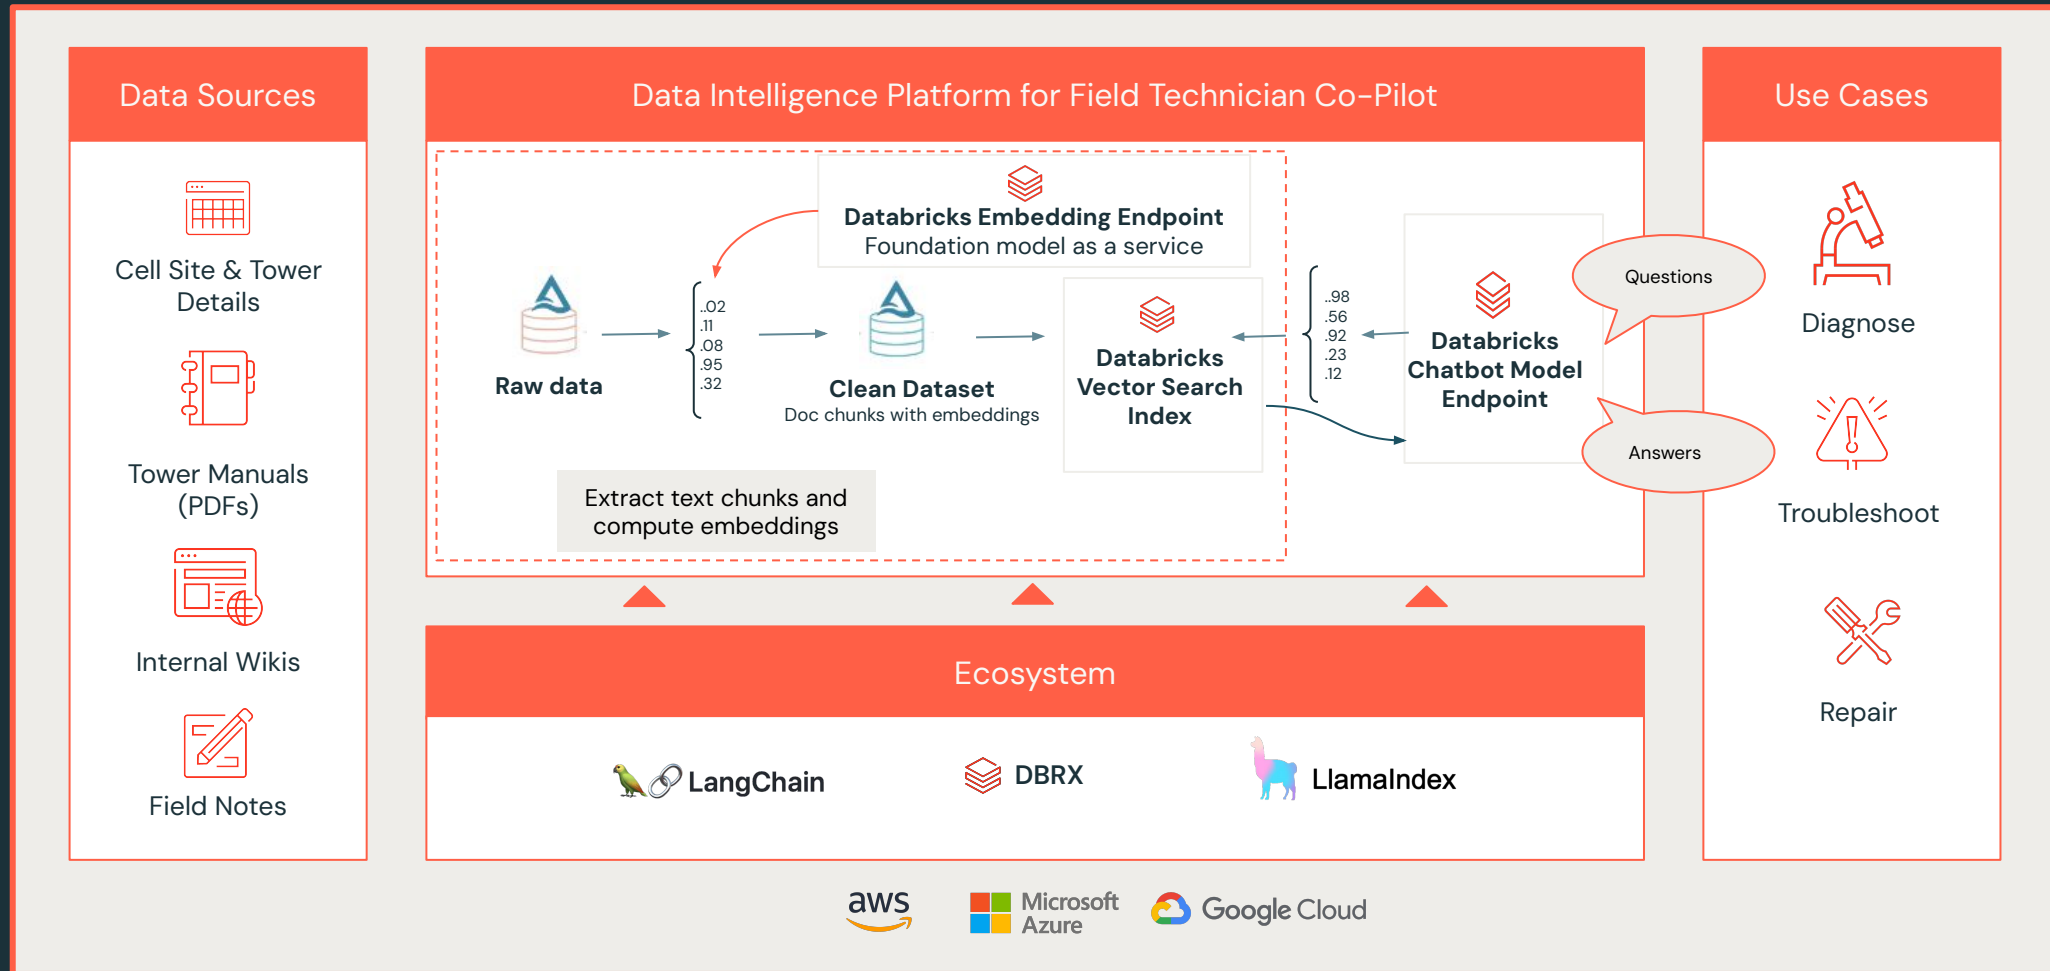 Data Sources
Cell Site & Tower
Details
Tower Manuals
(PDFs)
Internal Wikis
Field Notes
Data Intelligence Platform for Field Technician Co-Pilot
Databricks Embedding Endpoint
Foundation model as a service
Raw data
..02
.11
.08
.95
.32
Clean Dataset
Doc chunks with embeddings
Databricks
Vector Search
Index
..98
.56
.92
.23
.12
Databricks
Chatbot Model
Endpoint
Questions
Answers
Extract text chunks and
compute embeddings
Ecosystem
LangChain
DBRX
LlamaIndex
Use Cases
Diagnose
Troubleshoot
Repair
aws
Microsoft
Azure
Google Cloud